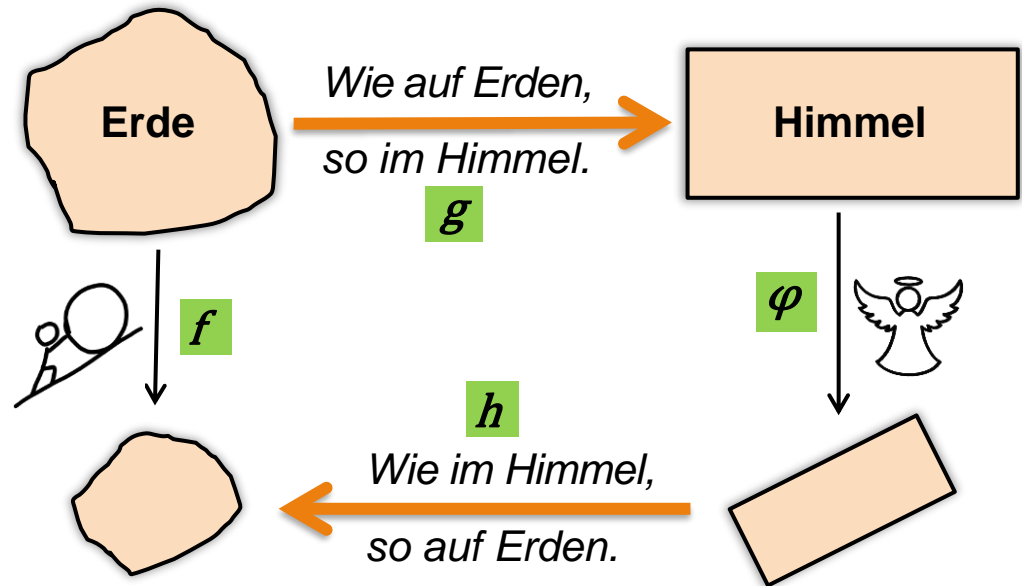 Erde
Wie auf Erden,
so im Himmel.
g
Himmel
f
φ
h
Wie im Himmel,
so auf Erden.